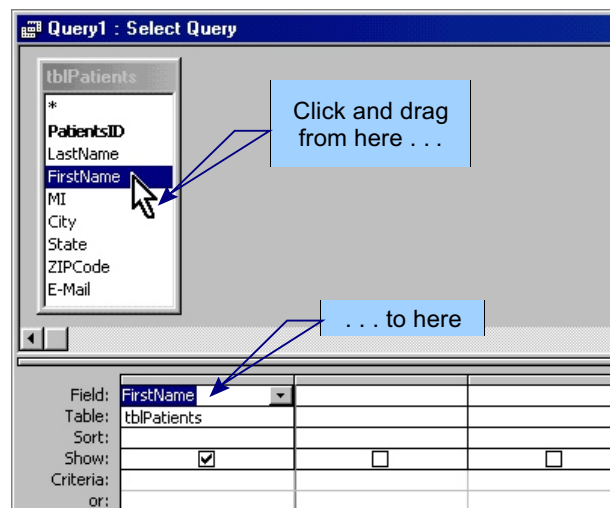 Query1 : Select Query
tblPatients
*
PatientsID
LastName
FirstName
MI
City
State
ZIPCode
E-Mail
Click and drag
from here . . .
. . . to here
Field: FirstName
Table: tblPatients
Sort:
Show:
Criteria:
or: